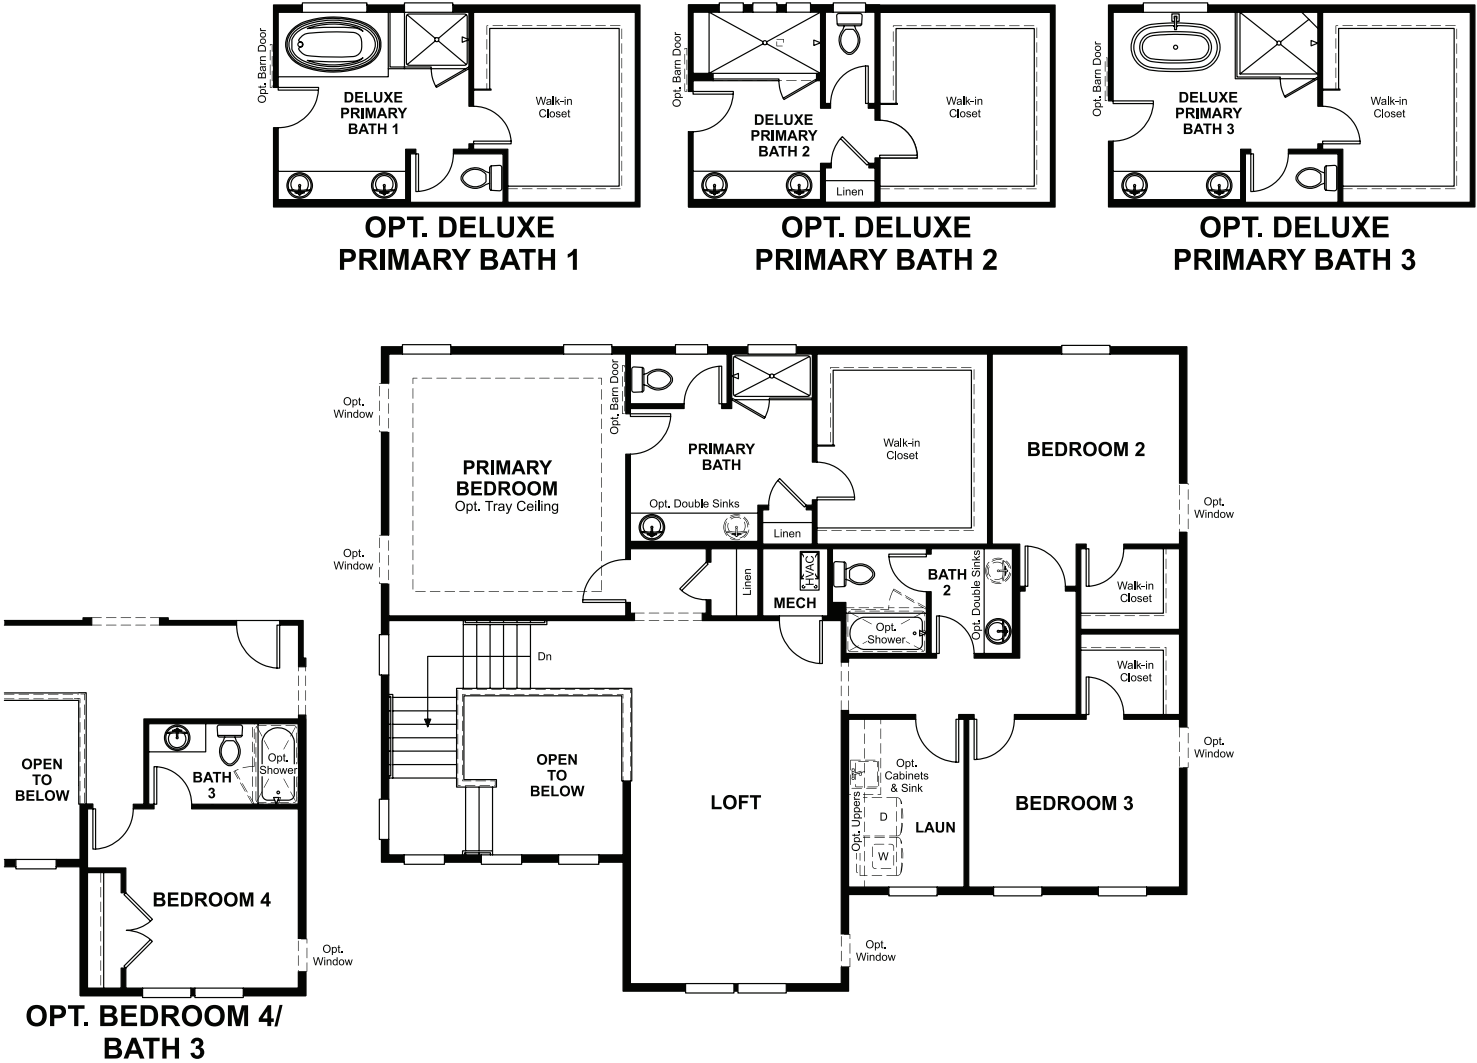 Opt. Barn Door
DELUXE
PRIMARY
BATH 1
Walk-in
Closet
OPT. DELUXE
PRIMARY BATH 1
Opt. Barn Door
DELUXE
PRIMARY
BATH 2
Linen
Walk-in
Closet
OPT. DELUXE
PRIMARY BATH 2
Opt. Barn Door
DELUXE
PRIMARY
BATH 3
Walk-in
Closet
OPT. DELUXE
PRIMARY BATH 3
Opt.
Window
Opt.
Window
PRIMARY
BEDROOM
Opt. Tray Ceiling
Opt. Barn Door
PRIMARY
BATH
Opt. Double Sinks
Linen
Walk-in
Closet
BEDROOM 2
Opt.
Window
Linen
HVAC
MECH
BATH
2
Opt. Double Sinks
Opt.
Shower
Walk-in
Closet
Walk-in
Closet
Dn
OPEN
TO
BELOW
LOFT
Opt.
Cabinets
& Sink
Opt. Uppers
D
W
LAUN
BEDROOM 3
Opt.
Window
Opt.
Window
OPEN
TO
BELOW
BATH
3
Opt.
Shower
BEDROOM 4
Opt.
Window
OPT. BEDROOM 4/
BATH 3